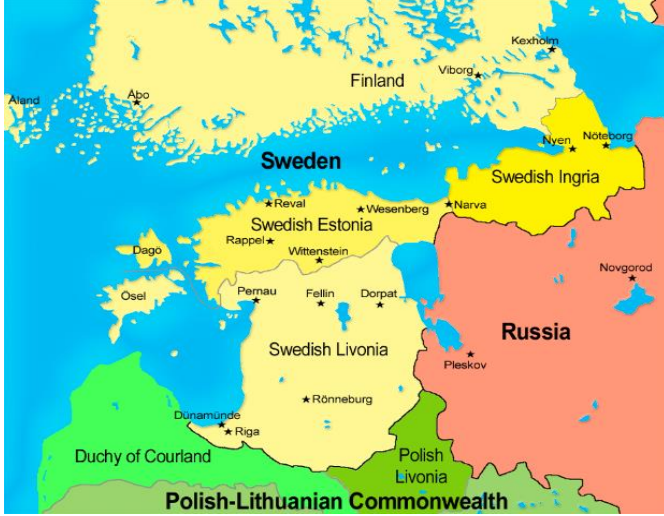 Kexholm
Viborg
Finland
Åland
Åbo
Nyen
Nöteborg
Sweden
Swedish Ingria
Reval
Wesenberg
Narva
Swedish Estonia
Rappel
Dagö
Wittenstein
Novgorod
Ösel
Pernau
Fellin
Dorpat
Russia
Swedish Livonia
Pleskov
Rönneburg
Dünamünde
Riga
Duchy of Courland
Polish
Livonia
Polish-Lithuanian Commonwealth